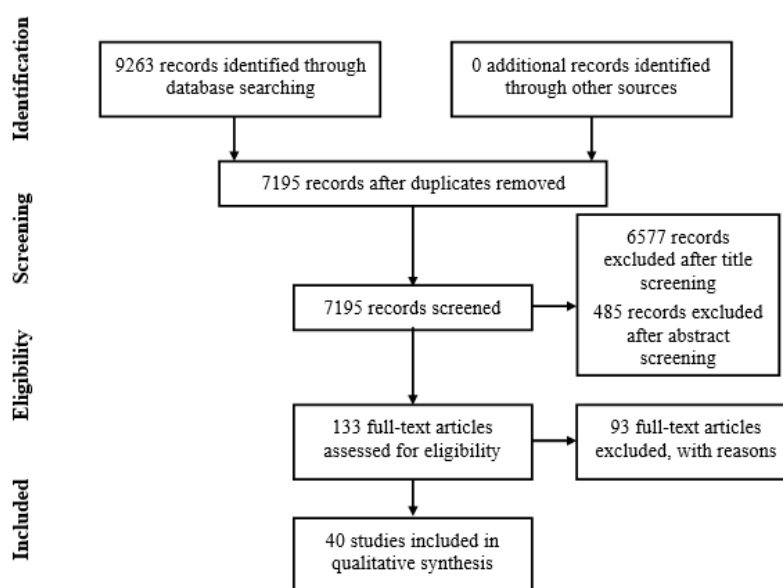 Identification
9263 records identified through
database searching
0 additional records identified
through other sources
7195 records after duplicates removed
Screening
6577 records
excluded after title
screening
485 records excluded
after abstract
screening
7195 records screened
Eligibility
133 full-text articles
assessed for eligibility
93 full-text articles
excluded, with reasons
Included
40 studies included in
qualitative synthesis